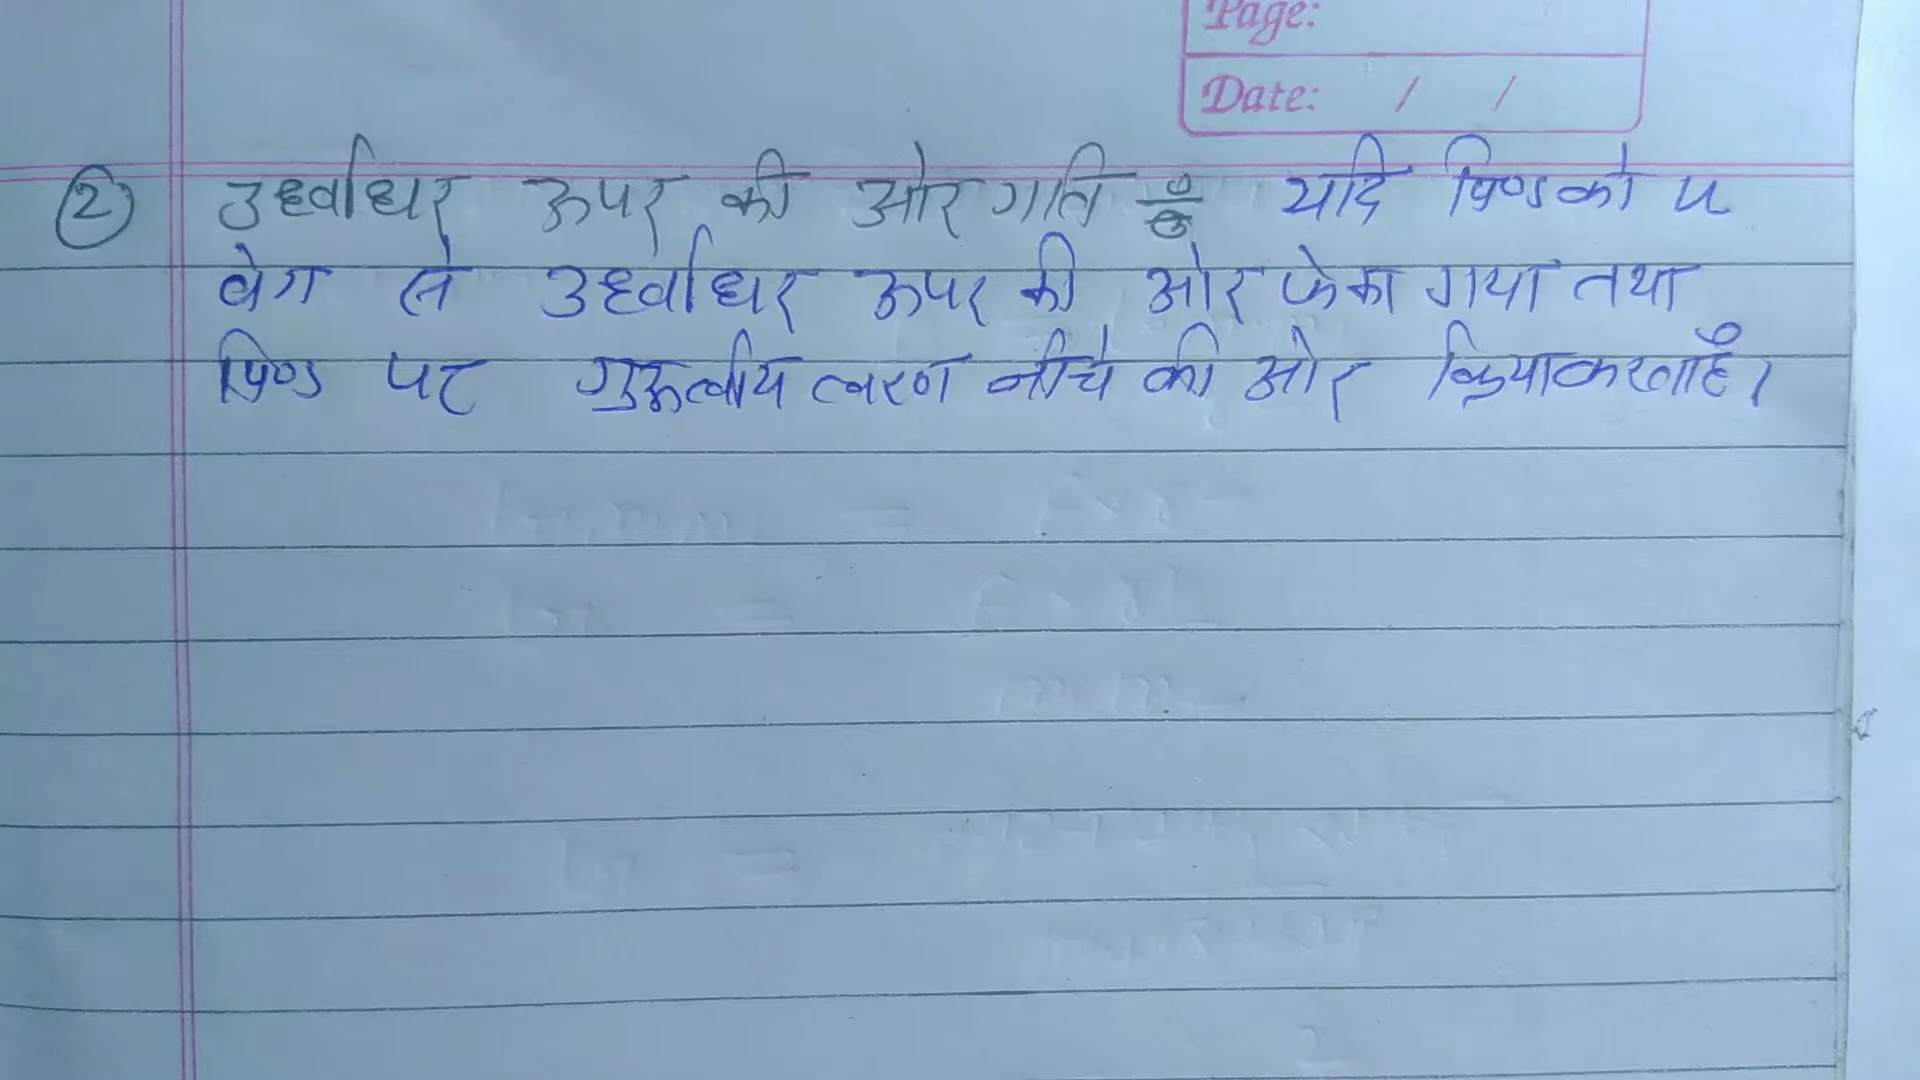 Page:
Date: / /
② उर्ध्वाधर ऊपर की ओर गति ÷ यदि पिण्ड को u
वेग से उर्ध्वाधर ऊपर की ओर फेका गया तथा
पिण्ड पर गुरुत्वीय त्वरण नीचे की ओर क्रिया करता है।